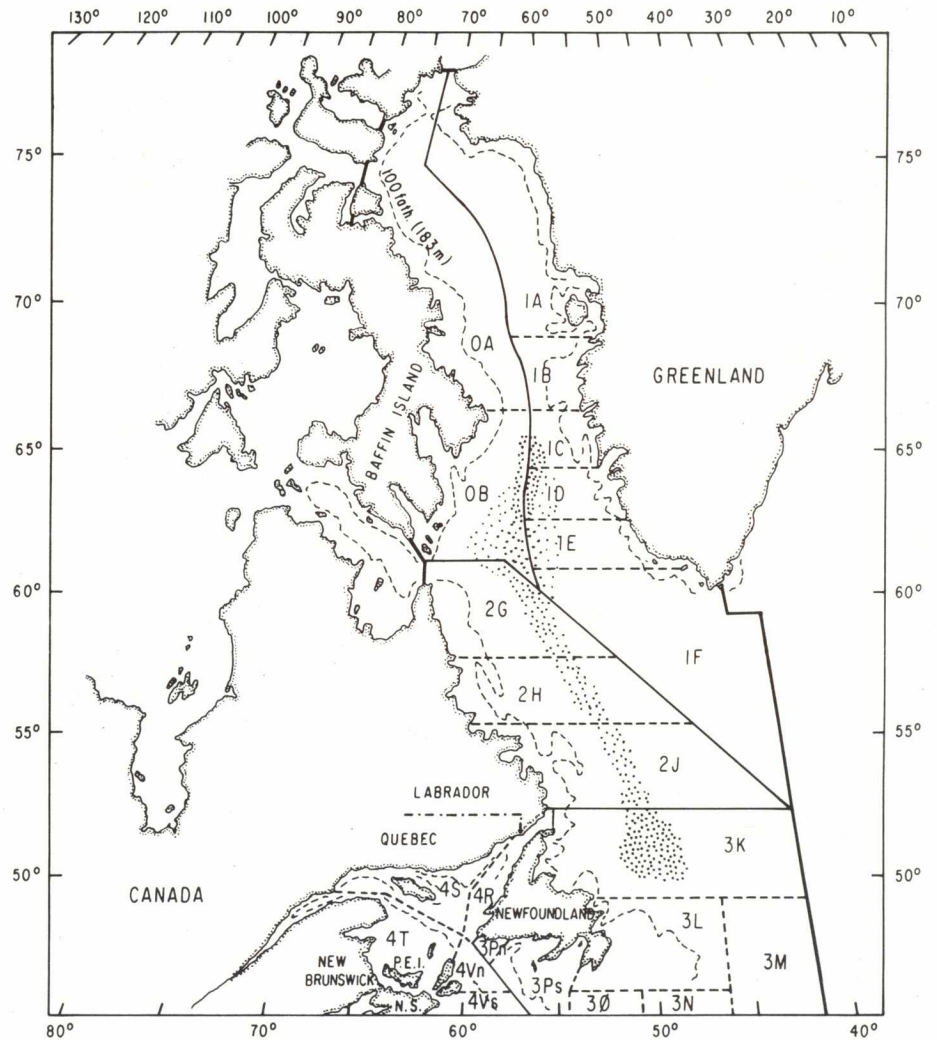 130° 120° 110° 100° 90° 80° 70° 60° 50° 40° 30° 20° 10°
75° 75°
100 fath (183m)
70° 1A 70°
0A
1B GREENLAND
BAFFIN ISLAND
65° 1C 65°
0B 1D
1E
60° 2G 60°
1F
2H
55° 55°
2J
LABRADOR
QUEBEC 3K
50° 50°
CANADA 4S 4R
NEWFOUNDLAND 3L
4T 3Pn
NEW P.E.I. 4Vn 3M
BRUNSWICK 3Ps
N.S. 4Vs 3Ø 3N
80° 70° 60° 50° 40°